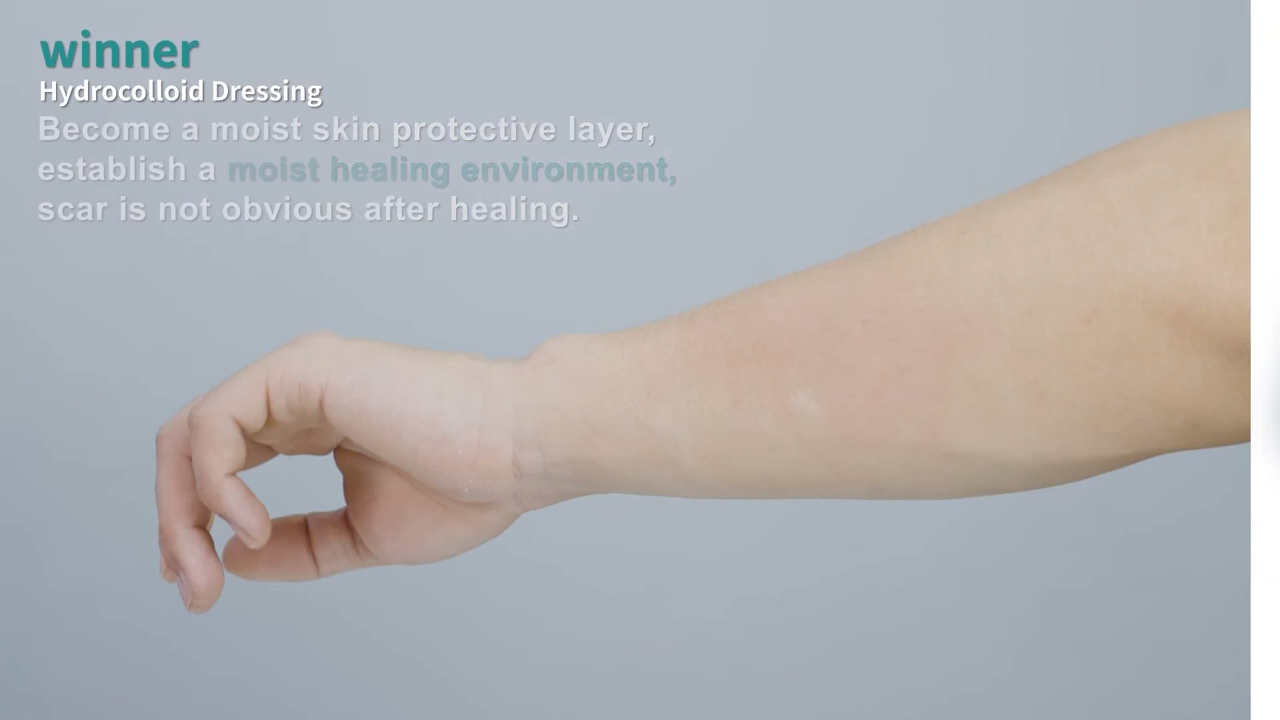 winner
Hydrocolloid Dressing
Become a moist skin protective layer,
establish a moist healing environment,
scar is not obvious after healing.